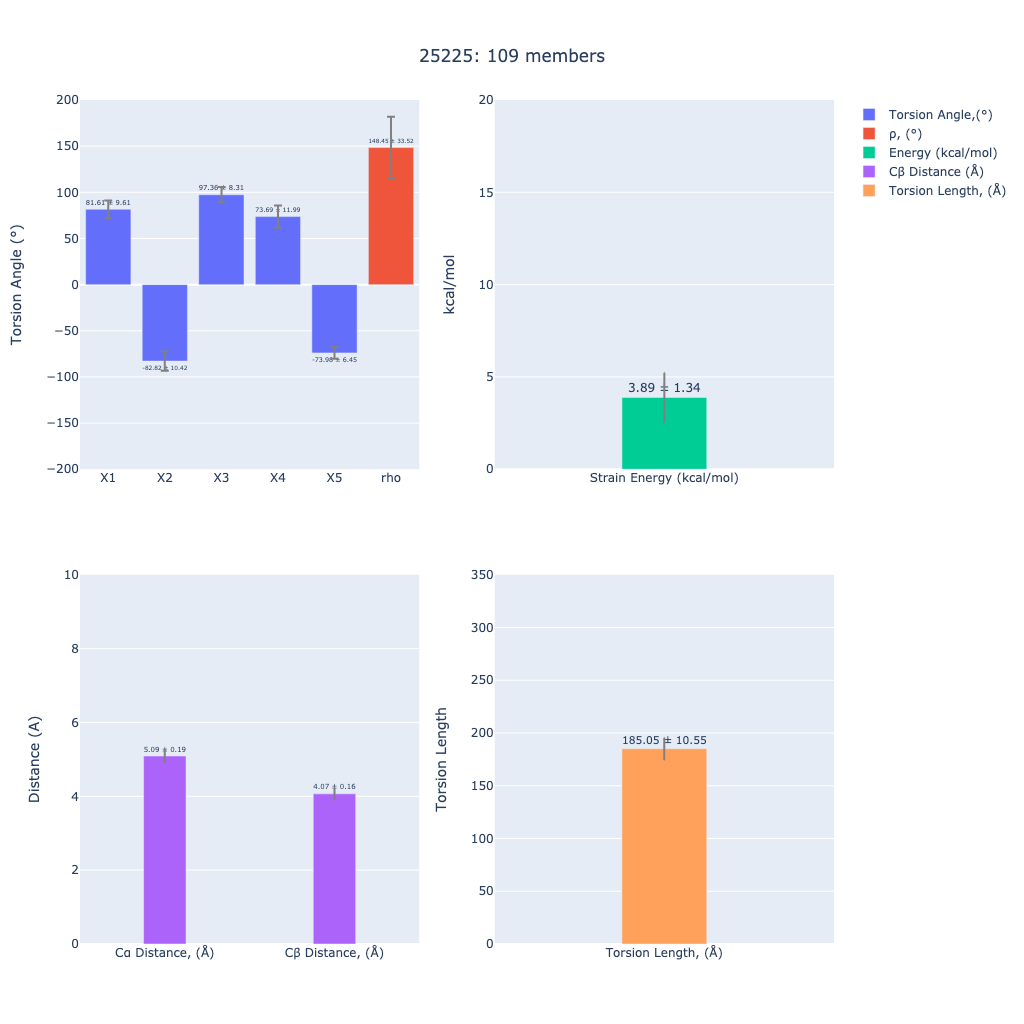 25225: 109 members
Torsion Angle (°)
200
150
100
50
0
−50
−100
−150
−200
81.61 ± 9.61
-82.82 ± 10.42
97.36 ± 8.31
73.69 ± 11.99
-73.98 ± 6.45
148.45 ± 33.52
X1 X2 X3 X4 X5 rho
kcal/mol
20
15
10
5
0
3.89 ± 1.34
Strain Energy (kcal/mol)
Torsion Angle,(°)
ρ, (°)
Energy (kcal/mol)
Cβ Distance (Å)
Torsion Length, (Å)
Distance (A)
10
8
6
4
2
0
5.09 ± 0.19
4.07 ± 0.16
Cα Distance, (Å) Cβ Distance, (Å)
Torsion Length
350
300
250
200
150
100
50
0
185.05 ± 10.55
Torsion Length, (Å)